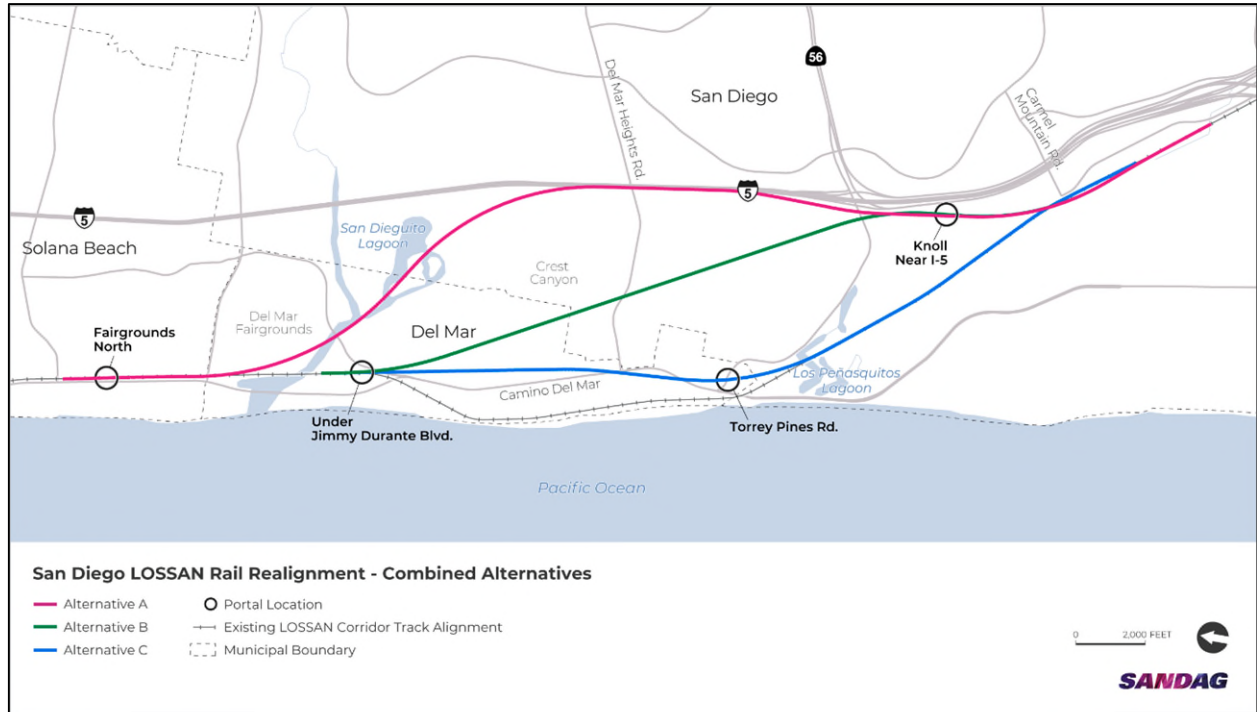 56
San Diego
Del Mar Heights Rd.
Carmel
Mountain Rd.
5
5
Solana Beach
San Dieguito
Lagoon
Knoll
Near I-5
Crest
Canyon
Del Mar
Fairgrounds
Del Mar
Fairgrounds
North
Los Peñasquitos
Lagoon
Camino Del Mar
Under
Jimmy Durante Blvd.
Torrey Pines Rd.
Pacific Ocean
San Diego LOSSAN Rail Realignment - Combined Alternatives
Alternative A
Portal Location
Alternative B
Existing LOSSAN Corridor Track Alignment
Alternative C
Municipal Boundary
0 2,000 FEET
SANDAG